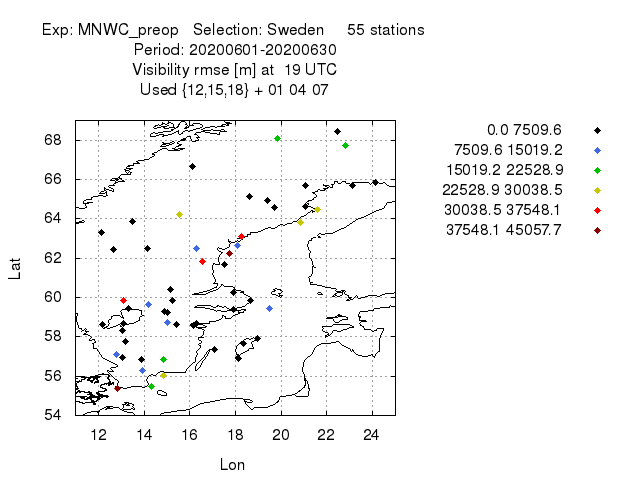 Exp: MNWC_preop   Selection: Sweden     55 stations
Period: 20200601-20200630
Visibility rmse [m] at  19 UTC
Used {12,15,18} + 01 04 07
0.0 7509.6
7509.6 15019.2
15019.2 22528.9
22528.9 30038.5
30038.5 37548.1
37548.1 45057.7
68
66
64
62
60
58
56
54
Lat
12 14 16 18 20 22 24
Lon